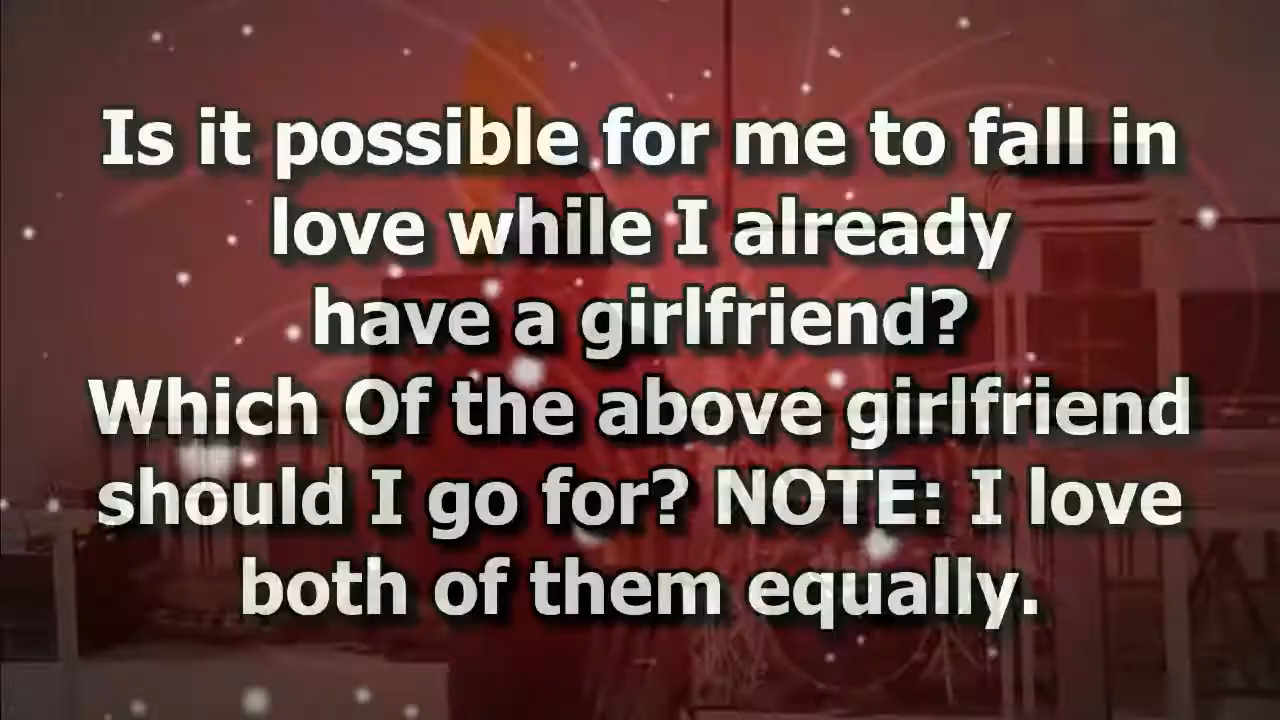 Is it possible for me to fall in
love while I already
have a girlfriend?
Which Of the above girlfriend
should I go for? NOTE: I love
both of them equally.